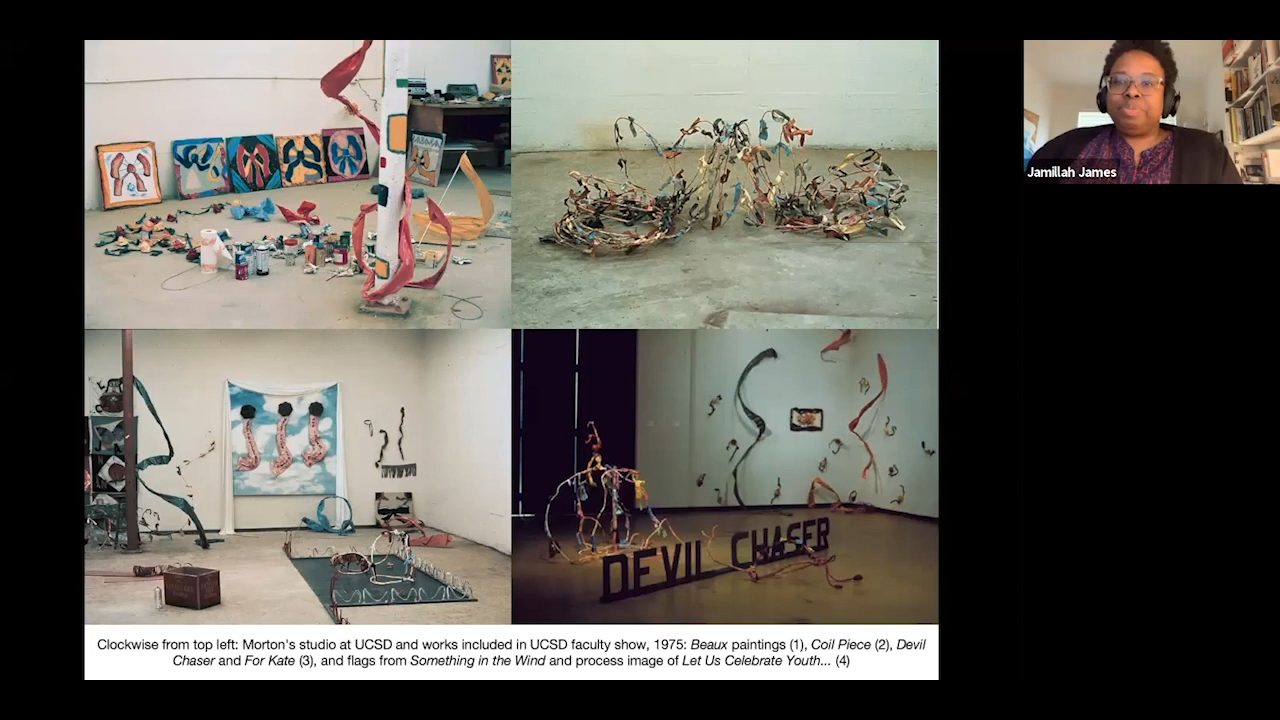 Jamillah James
DEVIL CHASER
Clockwise from top left: Morton's studio at UCSD and works included in UCSD faculty show, 1975: Beaux paintings (1), Coil Piece (2), Devil
Chaser and For Kate (3), and flags from Something in the Wind and process image of Let Us Celebrate Youth... (4)